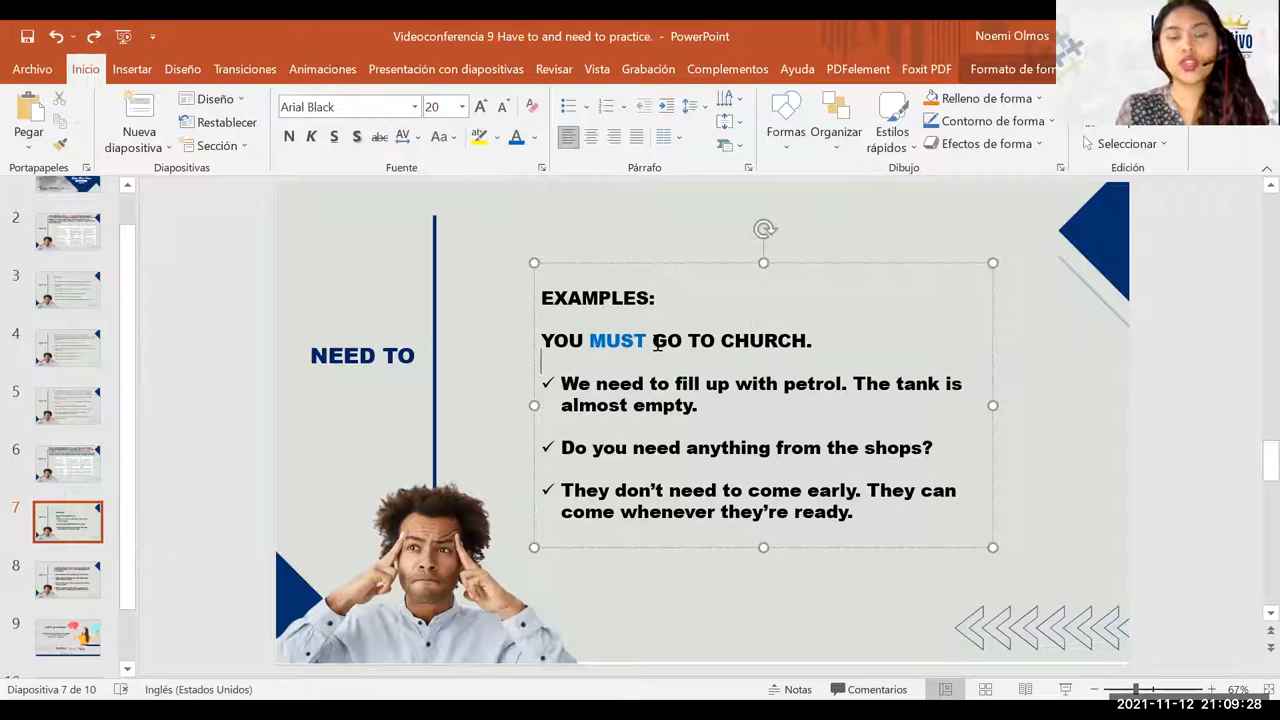 Videoconferencia 9 Have to and need to practice. - PowerPoint
Noemi Olmos
Archivo Inicio Insertar Diseño Transiciones Animaciones Presentación con diapositivas Revisar Vista Grabación Complementos Ayuda PDFelement Foxit PDF Formato de for
Pegar
Nueva diapositiva
Diseño
Restablecer
Sección
Arial Black 20
N K S S abc AV Aa A
Formas
Organizar
Estilos rápidos
Relleno de forma
Contorno de forma
Efectos de forma
Seleccionar
Portapapeles Diapositivas Fuente Párrafo Dibujo Edición
2
3
4
5
6
7
8
9
NEED TO
EXAMPLES:
YOU MUST GO TO CHURCH.
✓ We need to fill up with petrol. The tank is
almost empty.
✓ Do you need anything from the shops?
✓ They don’t need to come early. They can
come whenever they’re ready.
Diapositiva 7 de 10 Inglés (Estados Unidos) Notas Comentarios 67%
2021-11-12 21:09:28